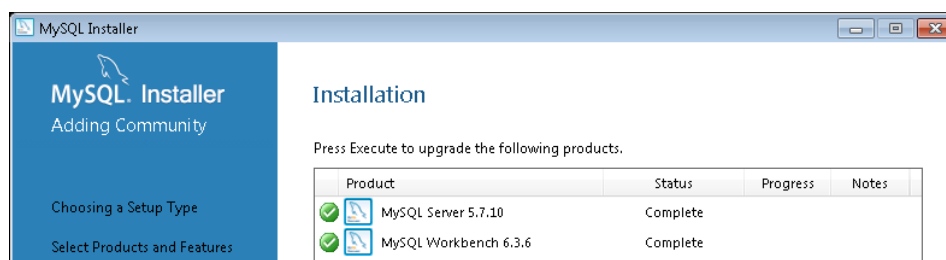 MySQL Installer
MySQL. Installer
Adding Community
Choosing a Setup Type
Select Products and Features
Installation
Press Execute to upgrade the following products.
Product Status Progress Notes
MySQL Server 5.7.10 Complete
MySQL Workbench 6.3.6 Complete